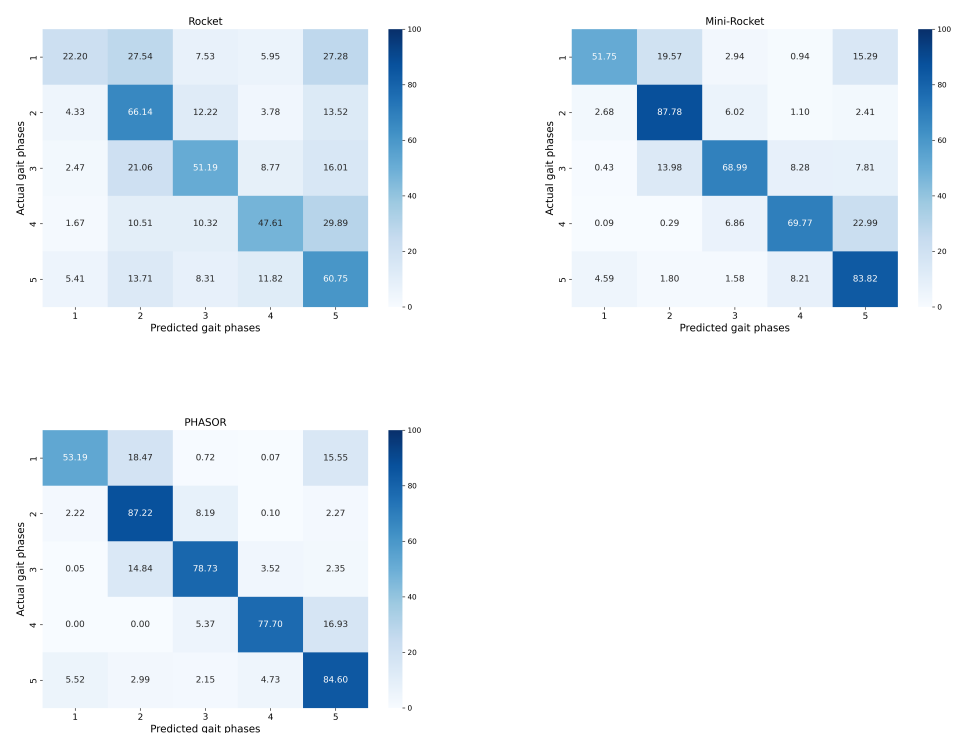 Rocket
1 22.20 27.54 7.53 5.95 27.28
2 4.33 66.14 12.22 3.78 13.52
3 2.47 21.06 51.19 8.77 16.01
4 1.67 10.51 10.32 47.61 29.89
5 5.41 13.71 8.31 11.82 60.75
1 2 3 4 5
Predicted gait phases
Actual gait phases
100
80
60
40
20
0
Mini-Rocket
1 51.75 19.57 2.94 0.94 15.29
2 2.68 87.78 6.02 1.10 2.41
3 0.43 13.98 68.99 8.28 7.81
4 0.09 0.29 6.86 69.77 22.99
5 4.59 1.80 1.58 8.21 83.82
1 2 3 4 5
Predicted gait phases
Actual gait phases
100
80
60
40
20
0
PHASOR
1 53.19 18.47 0.72 0.07 15.55
2 2.22 87.22 8.19 0.10 2.27
3 0.05 14.84 78.73 3.52 2.35
4 0.00 0.00 5.37 77.70 16.93
5 5.52 2.99 2.15 4.73 84.60
1 2 3 4 5
Predicted gait phases
Actual gait phases
100
80
60
40
20
0